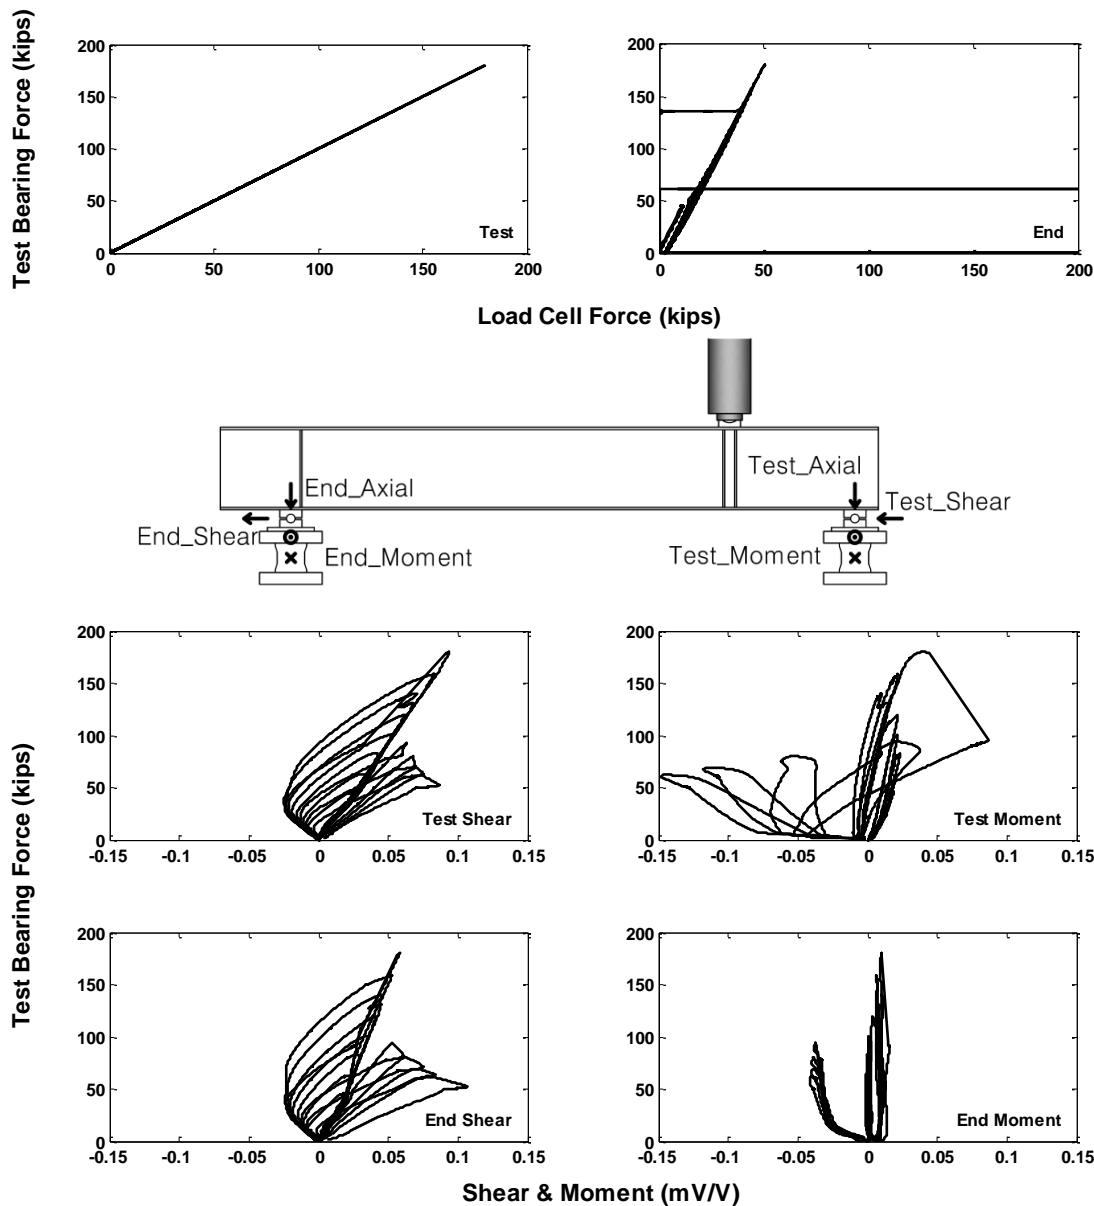 Test Bearing Force (kips)
200
150
100
50
0
Test
0 50 100 150 200
200
150
100
50
0
End
0 50 100 150 200
Load Cell Force (kips)
End_Axial
Test_Axial
End_Shear
Test_Shear
End_Moment
Test_Moment
Test Bearing Force (kips)
200
150
100
50
0
Test Shear
-0.15 -0.1 -0.05 0 0.05 0.1 0.15
200
150
100
50
0
Test Moment
-0.15 -0.1 -0.05 0 0.05 0.1 0.15
200
150
100
50
0
End Shear
-0.15 -0.1 -0.05 0 0.05 0.1 0.15
200
150
100
50
0
End Moment
-0.15 -0.1 -0.05 0 0.05 0.1 0.15
Shear & Moment (mV/V)